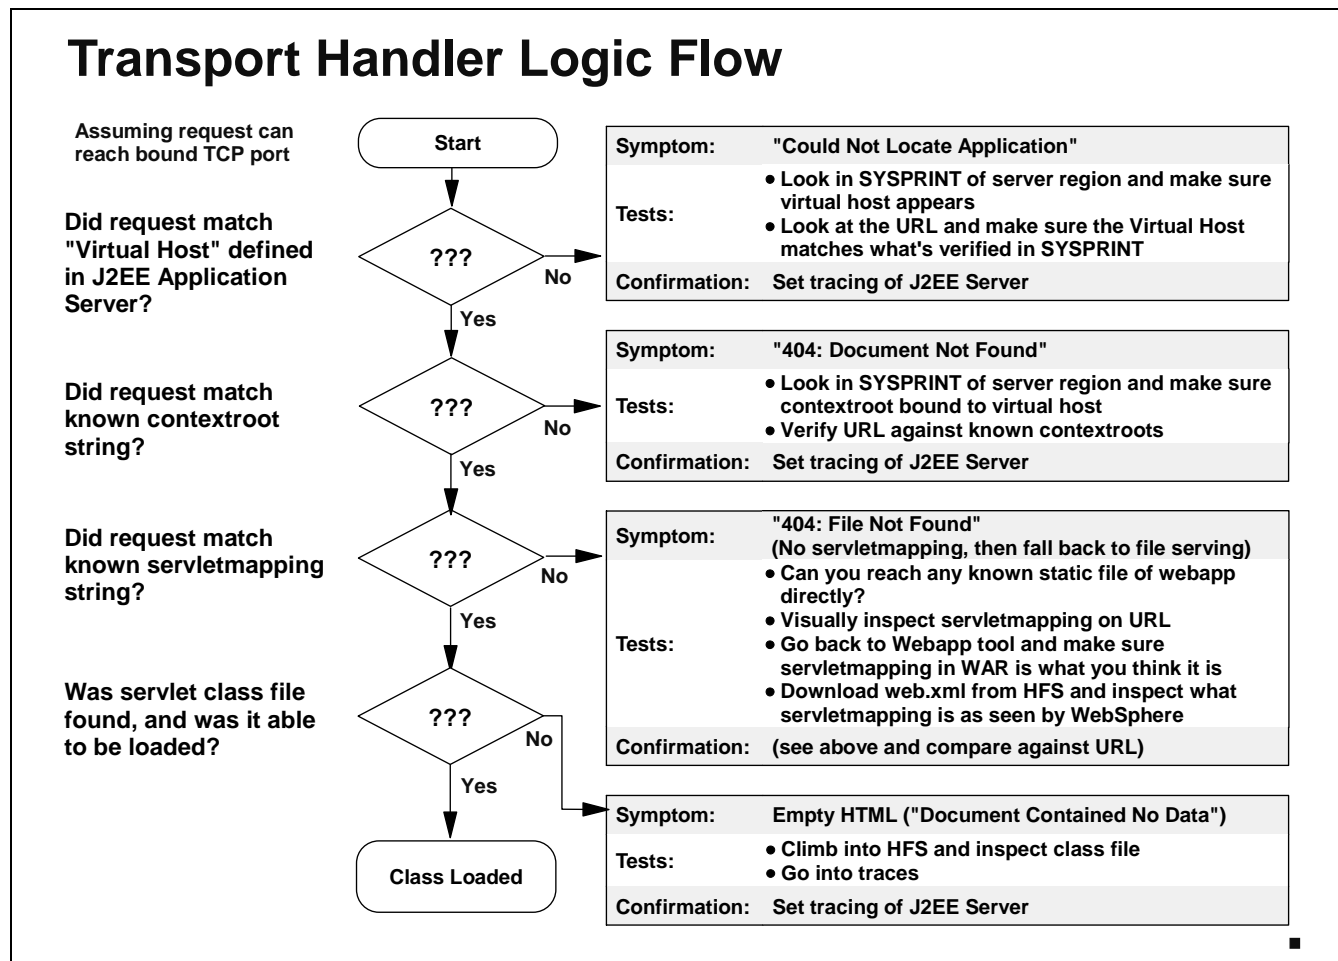 Transport Handler Logic Flow
Assuming request can
reach bound TCP port
Start
Did request match
"Virtual Host" defined
in J2EE Application
Server?
???
No
Yes
Symptom: "Could Not Locate Application"
Tests:
● Look in SYSPRINT of server region and make sure
virtual host appears
● Look at the URL and make sure the Virtual Host
matches what's verified in SYSPRINT
Confirmation: Set tracing of J2EE Server
Did request match
known contextroot
string?
???
No
Yes
Symptom: "404: Document Not Found"
Tests:
● Look in SYSPRINT of server region and make sure
contextroot bound to virtual host
● Verify URL against known contextroots
Confirmation: Set tracing of J2EE Server
Did request match
known servletmapping
string?
???
No
Yes
Symptom:
"404: File Not Found"
(No servletmapping, then fall back to file serving)
Tests:
● Can you reach any known static file of webapp
directly?
● Visually inspect servletmapping on URL
● Go back to Webapp tool and make sure
servletmapping in WAR is what you think it is
● Download web.xml from HFS and inspect what
servletmapping is as seen by WebSphere
Confirmation: (see above and compare against URL)
Was servlet class file
found, and was it able
to be loaded?
???
No
Yes
Symptom: Empty HTML ("Document Contained No Data")
Tests:
● Climb into HFS and inspect class file
● Go into traces
Confirmation: Set tracing of J2EE Server
Class Loaded